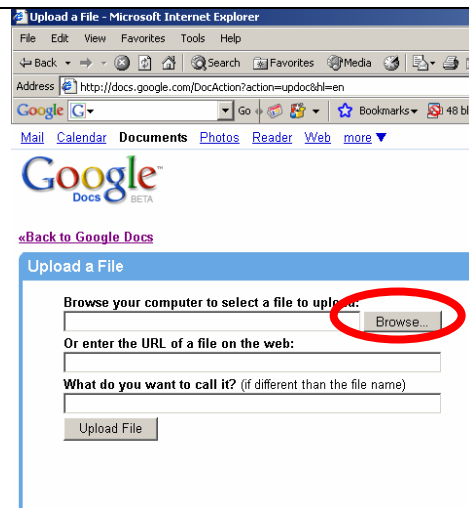 Upload a File - Microsoft Internet Explorer
File Edit View Favorites Tools Help
Back Search Favorites Media
Address http://docs.google.com/DocAction?action=updoc&hl=en
Google G Go Bookmarks 48 bl
Mail Calendar Documents Photos Reader Web more ▼
Google™
Docs BETA
«Back to Google Docs
Upload a File
Browse your computer to select a file to upload:
Browse...
Or enter the URL of a file on the web:
What do you want to call it? (if different than the file name)
Upload File